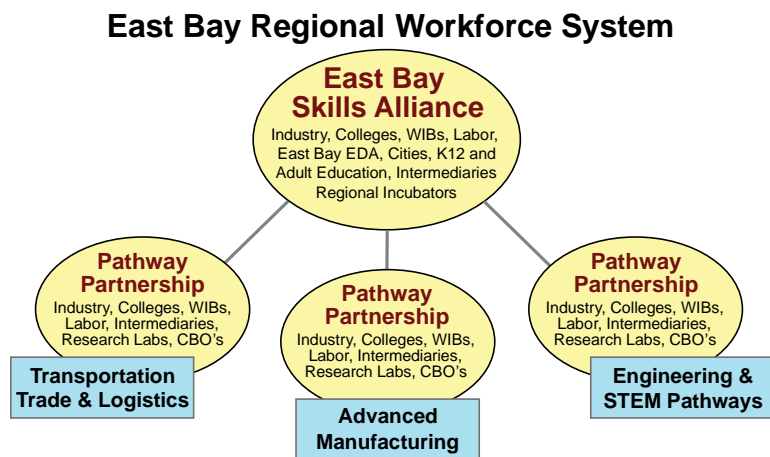 East Bay Regional Workforce System
East Bay
Skills Alliance
Industry, Colleges, WIBs, Labor,
East Bay EDA, Cities, K12 and
Adult Education, Intermediaries
Regional Incubators
Pathway
Partnership
Industry, Colleges, WIBs,
Labor, Intermediaries,
Research Labs, CBO’s
Transportation
Trade & Logistics
Pathway
Partnership
Industry, Colleges, WIBs,
Labor, Intermediaries,
Research Labs, CBO’s
Advanced
Manufacturing
Pathway
Partnership
Industry, Colleges, WIBs,
Labor, Intermediaries,
Research Labs, CBO’s
Engineering &
STEM Pathways